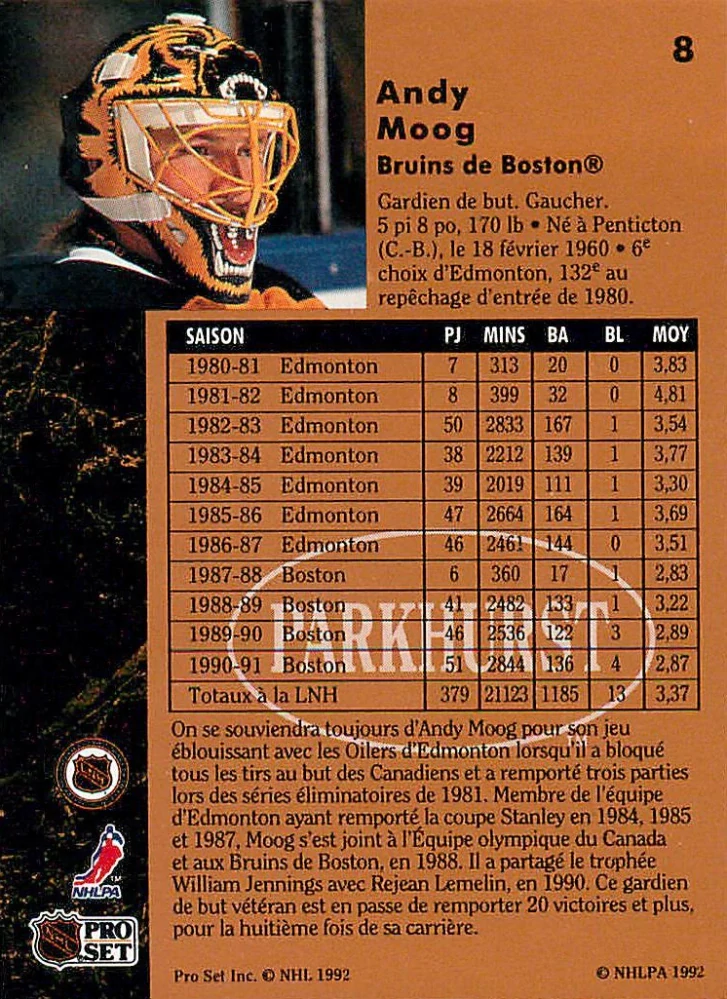 8
Andy
Moog
Bruins de Boston®
Gardien de but. Gaucher.
5 pi 8 po, 170 lb • Né à Penticton
(C.-B.), le 18 février 1960 • 6e
choix d'Edmonton, 132e au
repêchage d'entrée de 1980.
SAISON PJ MINS BA BL MOY
1980-81 Edmonton 7 313 20 0 3,83
1981-82 Edmonton 8 399 32 0 4,81
1982-83 Edmonton 50 2833 167 1 3,54
1983-84 Edmonton 38 2212 139 1 3,77
1984-85 Edmonton 39 2019 111 1 3,30
1985-86 Edmonton 47 2664 164 1 3,69
1986-87 Edmonton 46 2461 144 0 3,51
1987-88 Boston 6 360 17 1 2,83
1988-89 Boston 41 2482 133 1 3,22
1989-90 Boston 46 2536 122 3 2,89
1990-91 Boston 51 2844 136 4 2,87
Totaux à la LNH 379 21123 1185 13 3,37
PARKHURST
On se souviendra toujours d'Andy Moog pour son jeu
éblouissant avec les Oilers d'Edmonton lorsqu'il a bloqué
tous les tirs au but des Canadiens et a remporté trois parties
lors des séries éliminatoires de 1981. Membre de l'équipe
d'Edmonton ayant remporté la coupe Stanley en 1984, 1985
et 1987, Moog s'est joint à l'Équipe olympique du Canada
et aux Bruins de Boston, en 1988. Il a partagé le trophée
William Jennings avec Rejean Lemelin, en 1990. Ce gardien
de but vétéran est en passe de remporter 20 victoires et plus,
pour la huitième fois de sa carrière.
NHLPA
TM
PRO
SET
Pro Set Inc. © NHL 1992
© NHLPA 1992